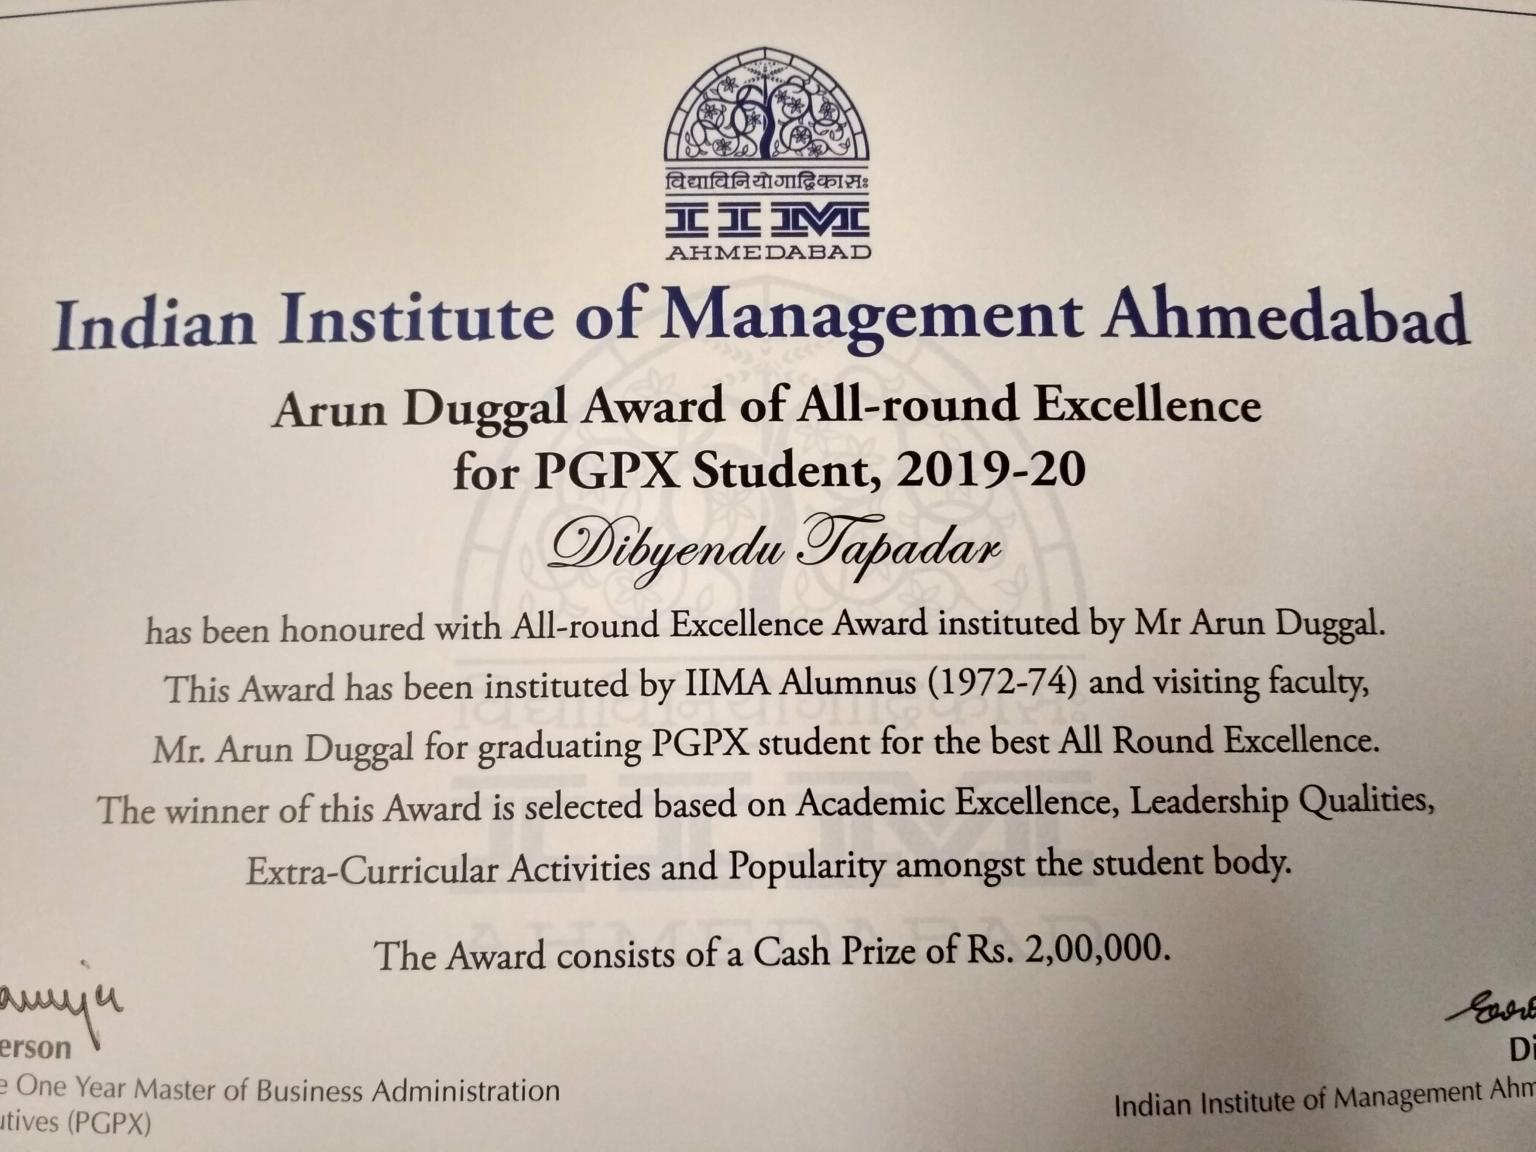 विद्याविनियोगाद्विकासः
IIM
AHMEDABAD
Indian Institute of Management Ahmedabad
Arun Duggal Award of All-round Excellence
for PGPX Student, 2019-20
Dibyendu Tapadar
has been honoured with All-round Excellence Award instituted by Mr Arun Duggal.
This Award has been instituted by IIMA Alumnus (1972-74) and visiting faculty,
Mr. Arun Duggal for graduating PGPX student for the best All Round Excellence.
The winner of this Award is selected based on Academic Excellence, Leadership Qualities,
Extra-Curricular Activities and Popularity amongst the student body.
The Award consists of a Cash Prize of Rs. 2,00,000.
erson
e One Year Master of Business Administration
utives (PGPX)
Di
Indian Institute of Management Ahm